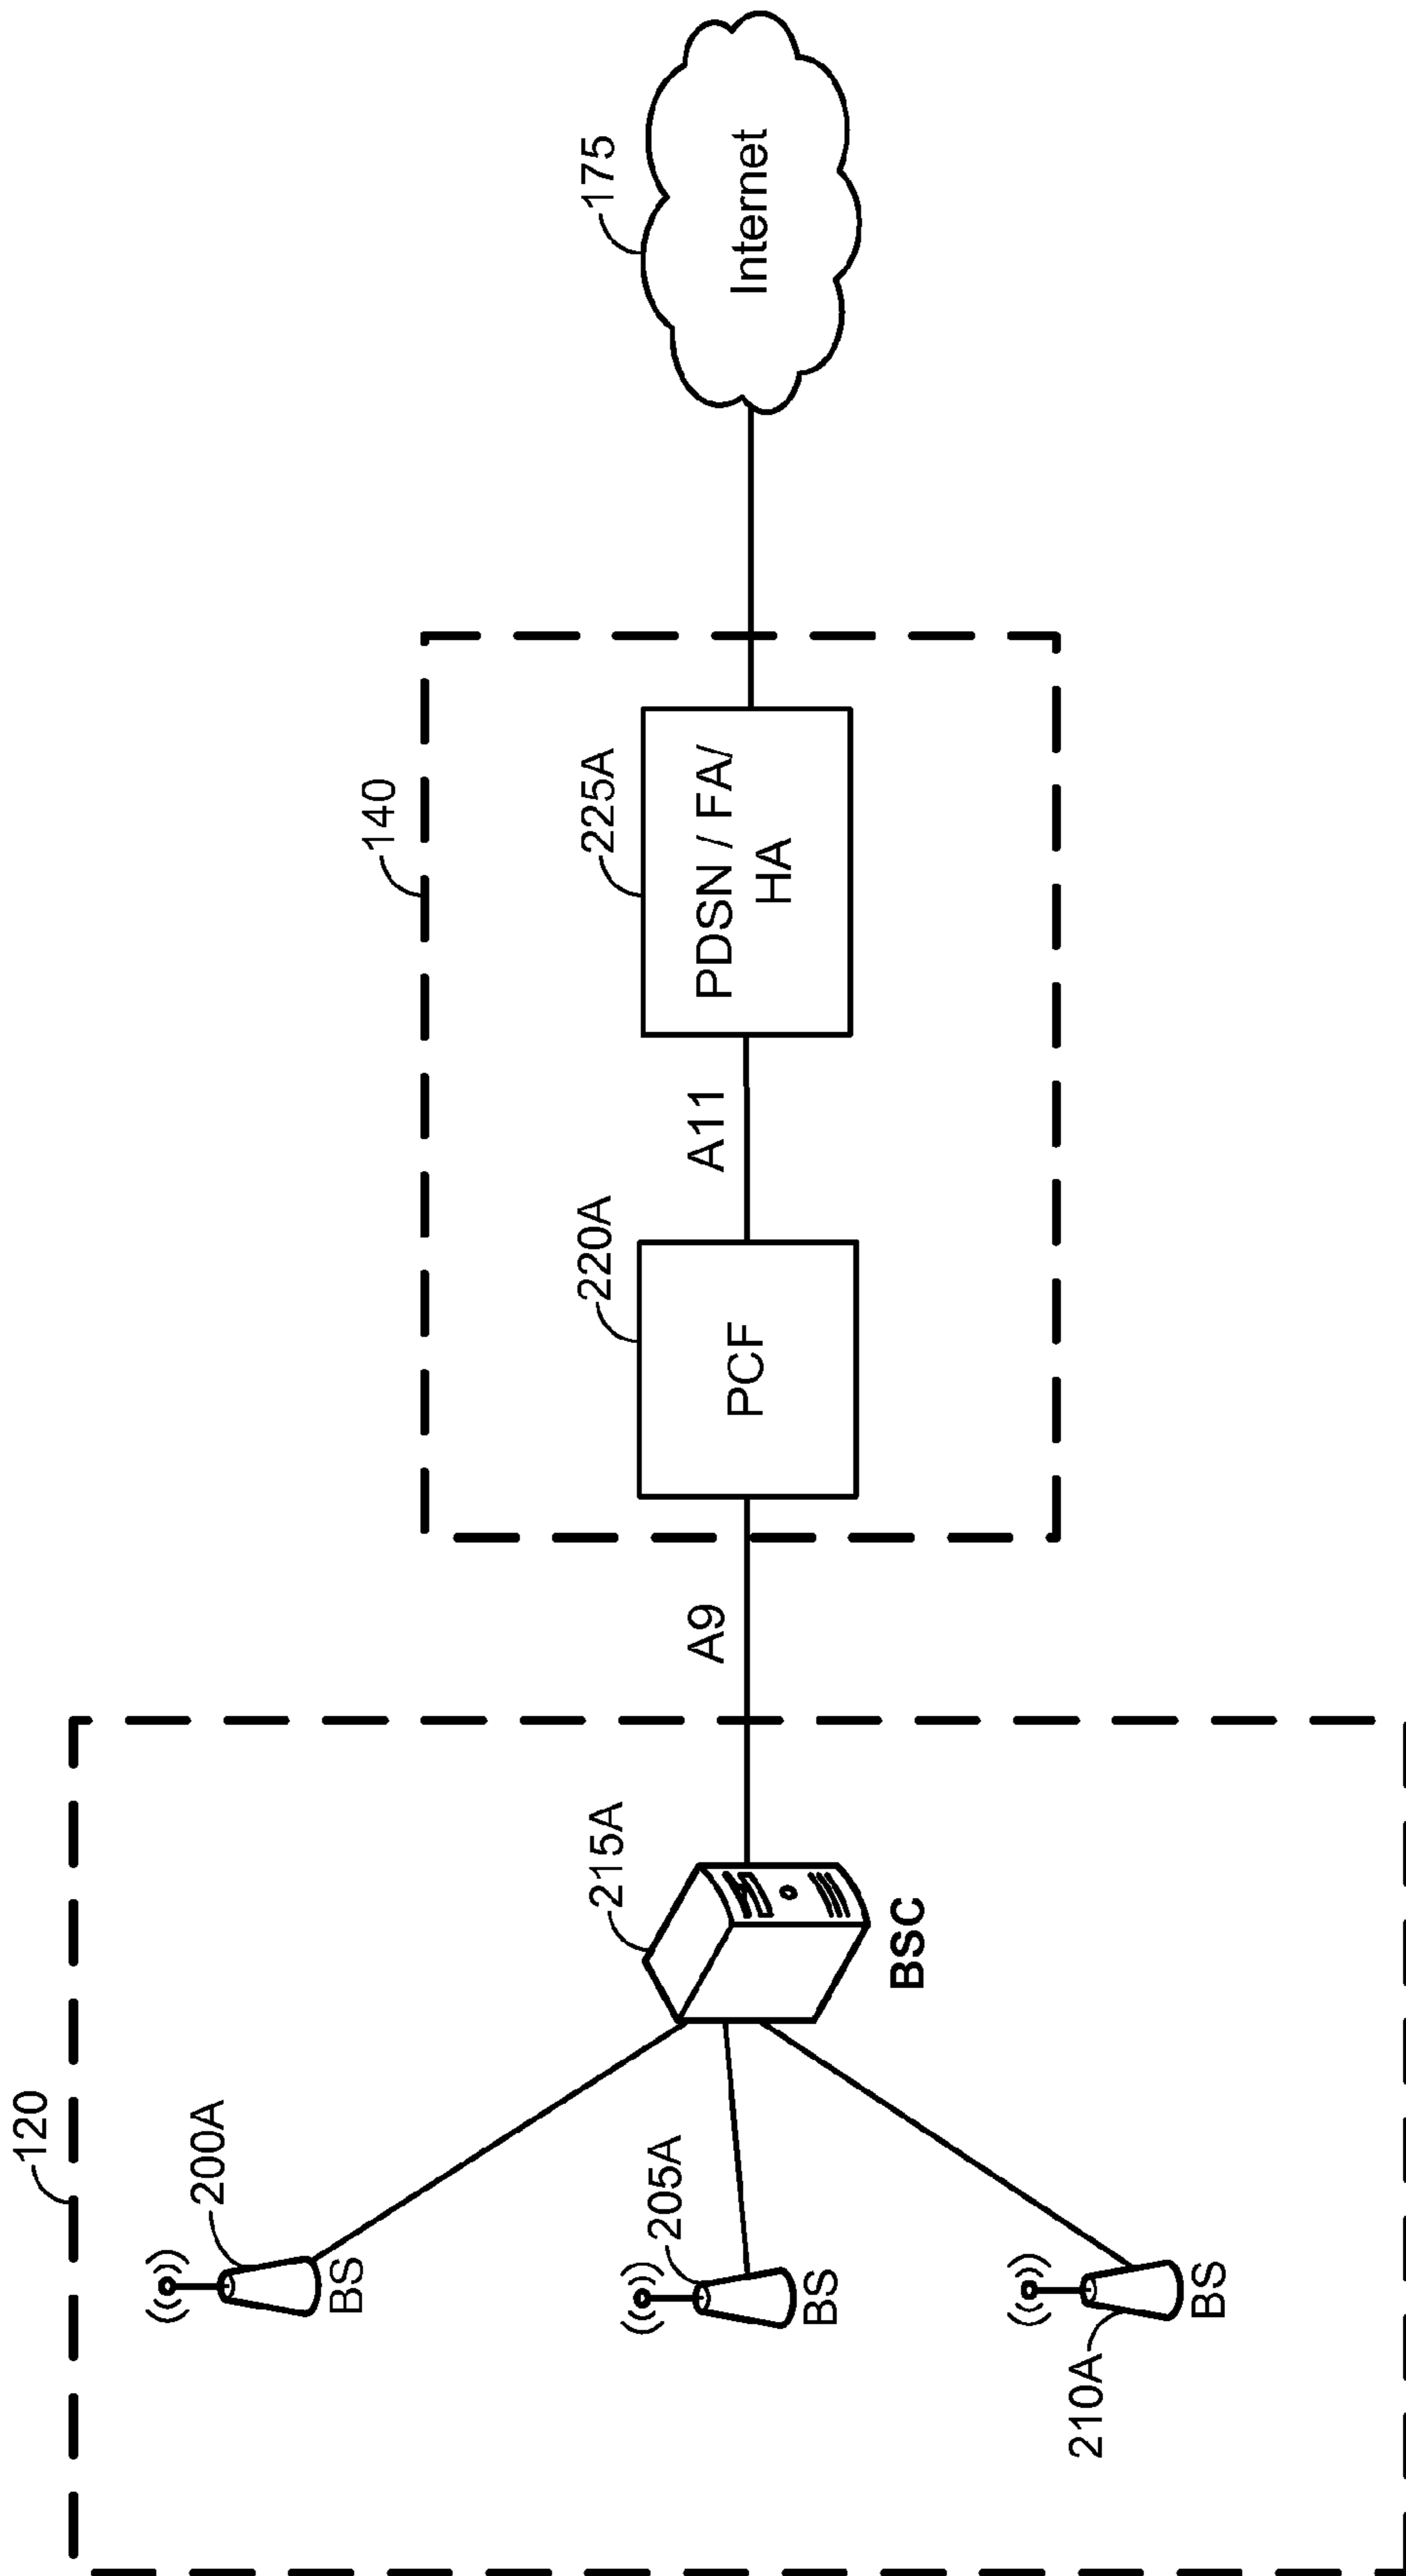 120
200A
BS
205A
BS
210A
BS
215A
BSC
A9
140
220A
PCF
A11
225A
PDSN / FA/
HA
175
Internet